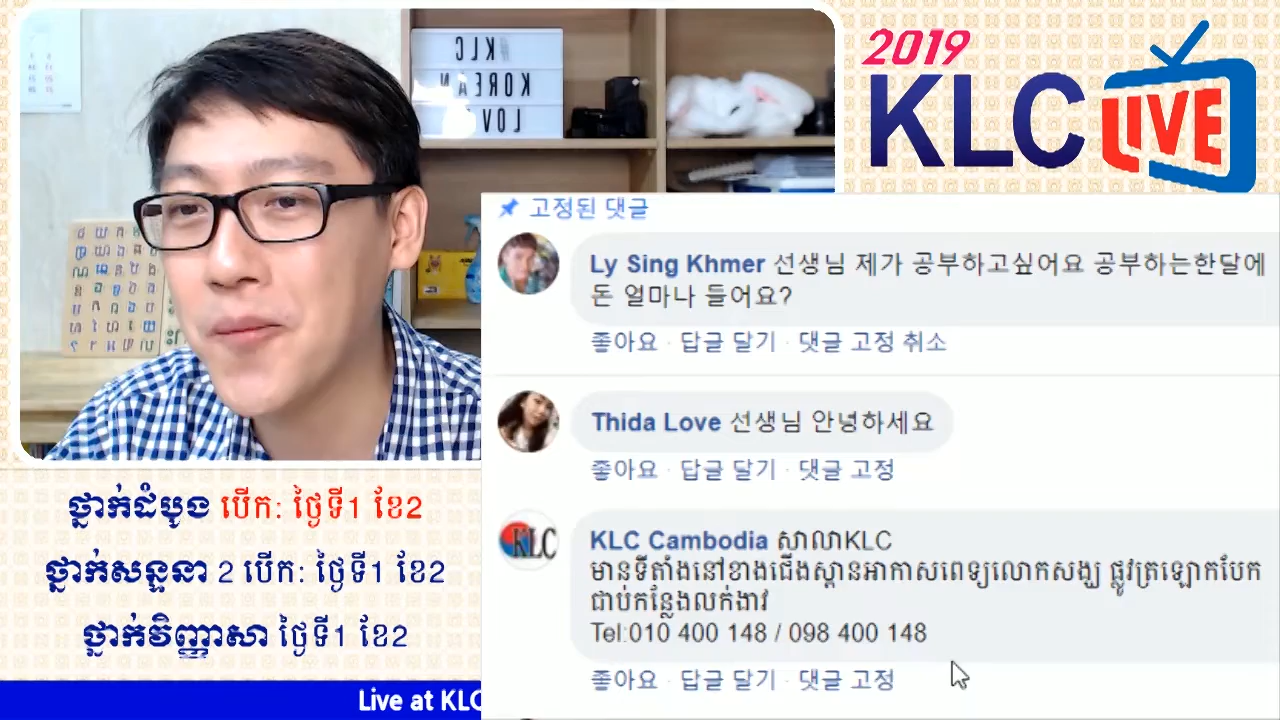 #KLC
KOREAN
LOV
2019
KLC LIVE
고정된 댓글
Ly Sing Khmer 선생님 제가 공부하고싶어요 공부하는한달에
돈 얼마나 들어요?
좋아요 · 답글 달기 · 댓글 고정 취소
Thida Love 선생님 안녕하세요
좋아요 · 답글 달기 · 댓글 고정
KLC
KLC Cambodia សាលាKLC
មានទីតាំងនៅខាងជើងស្ពានអាកាសពេទ្យលោកសង្ឃ ផ្លូវត្រឡោកបែក
ជាប់កន្លែងលក់ងាវ
Tel:010 400 148 / 098 400 148
좋아요 · 답글 달기 · 댓글 고정
ថ្នាក់ដំបូង បើក: ថ្ងៃទី1 ខែ2
ថ្នាក់សន្ទនា 2 បើក: ថ្ងៃទី1 ខែ2
ថ្នាក់វិញ្ញាសា ថ្ងៃទី1 ខែ2
Live at KLC